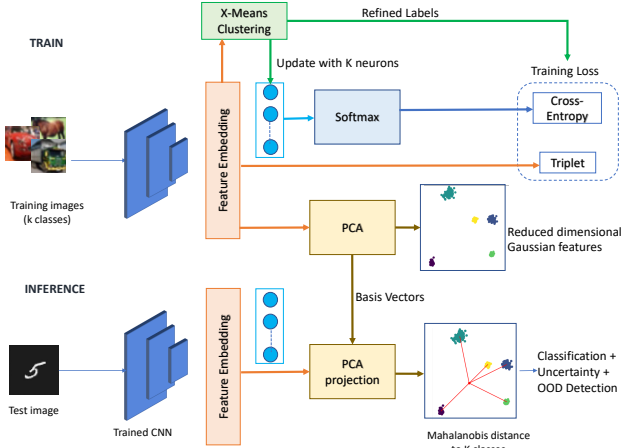 X-Means
Clustering
Refined Labels
TRAIN
Update with K neurons
Training Loss
Feature Embedding
Softmax
Cross-
Entropy
Triplet
Training images
(k classes)
PCA
Reduced dimensional
Gaussian features
INFERENCE
Basis Vectors
Feature Embedding
PCA
projection
Classification +
Uncertainty +
OOD Detection
Test image
Trained CNN
Mahalanobis distance
to K classes